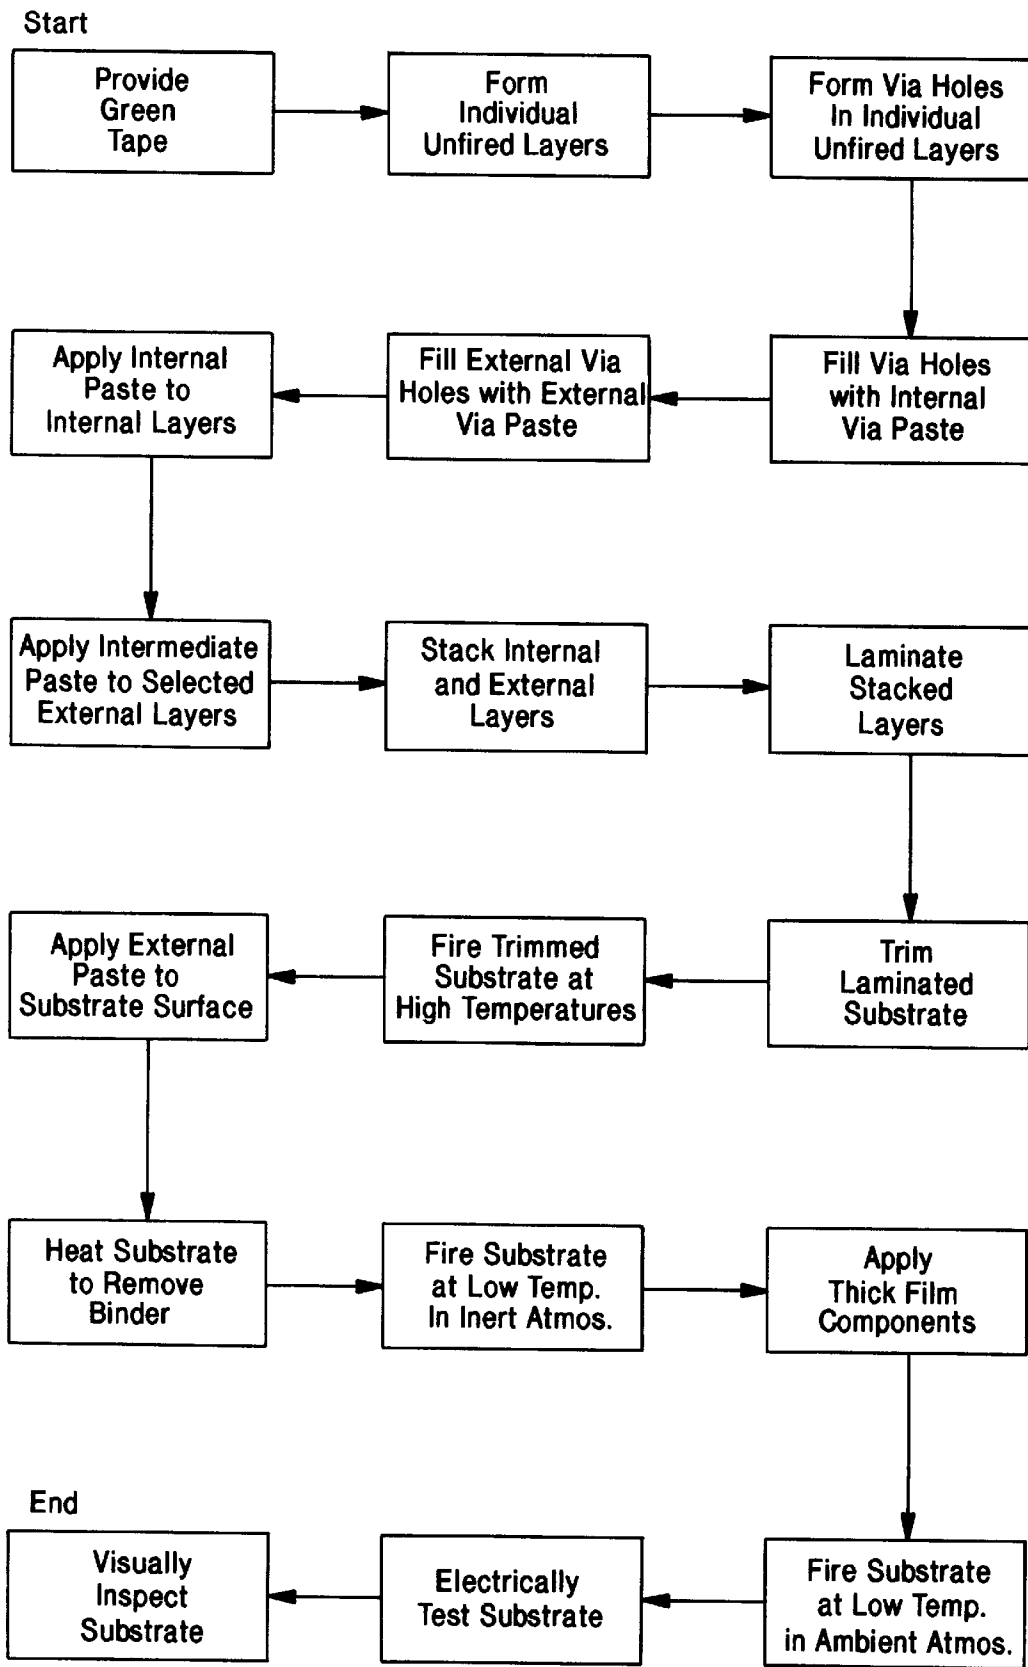 Start
Provide
Green
Tape
Form
Individual
Unfired Layers
Form Via Holes
In Individual
Unfired Layers
Fill Via Holes
with Internal
Via Paste
Fill External Via
Holes with External
Via Paste
Apply Internal
Paste to
Internal Layers
Apply Intermediate
Paste to Selected
External Layers
Stack Internal
and External
Layers
Laminate
Stacked
Layers
Trim
Laminated
Substrate
Fire Trimmed
Substrate at
High Temperatures
Apply External
Paste to
Substrate Surface
Heat Substrate
to Remove
Binder
Fire Substrate
at Low Temp.
In Inert Atmos.
Apply
Thick Film
Components
Fire Substrate
at Low Temp.
in Ambient Atmos.
Electrically
Test Substrate
End
Visually
Inspect
Substrate